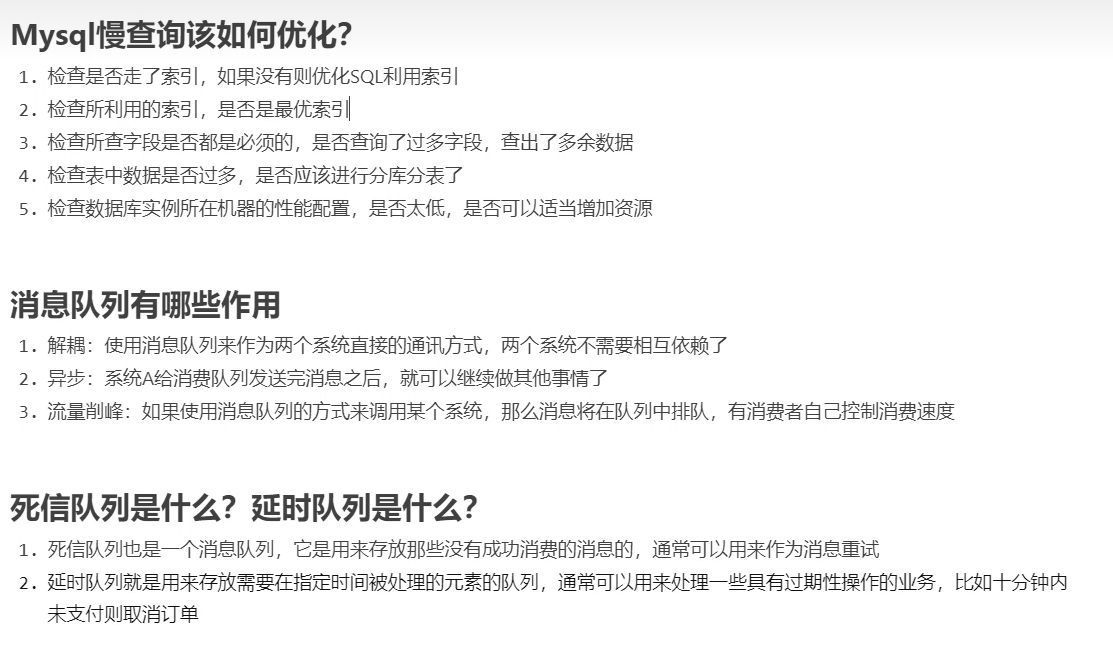 Mysql慢查询该如何优化？
1. 检查是否走了索引，如果没有则优化SQL利用索引
2. 检查所利用的索引，是否是最优索引
3. 检查所查字段是否都是必须的，是否查询了过多字段，查出了多余数据
4. 检查表中数据是否过多，是否应该进行分库分表了
5. 检查数据库实例所在机器的性能配置，是否太低，是否可以适当增加资源
消息队列有哪些作用
1. 解耦：使用消息队列来作为两个系统直接的通讯方式，两个系统不需要相互依赖了
2. 异步：系统A给消费队列发送完消息之后，就可以继续做其他事情了
3. 流量削峰：如果使用消息队列的方式来调用某个系统，那么消息将在队列中排队，有消费者自己控制消费速度
死信队列是什么？延时队列是什么？
1. 死信队列也是一个消息队列，它是用来存放那些没有成功消费的消息的，通常可以用来作为消息重试
2. 延时队列就是用来存放需要在指定时间被处理的元素的队列，通常可以用来处理一些具有过期性操作的业务，比如十分钟内
未支付则取消订单